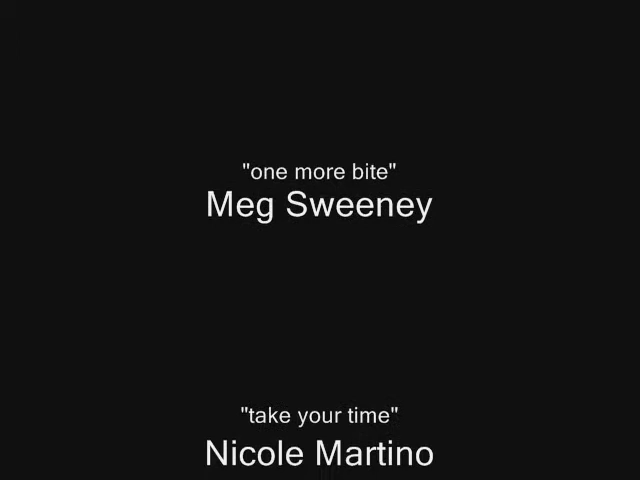 "one more bite"
Meg Sweeney
"take your time"
Nicole Martino